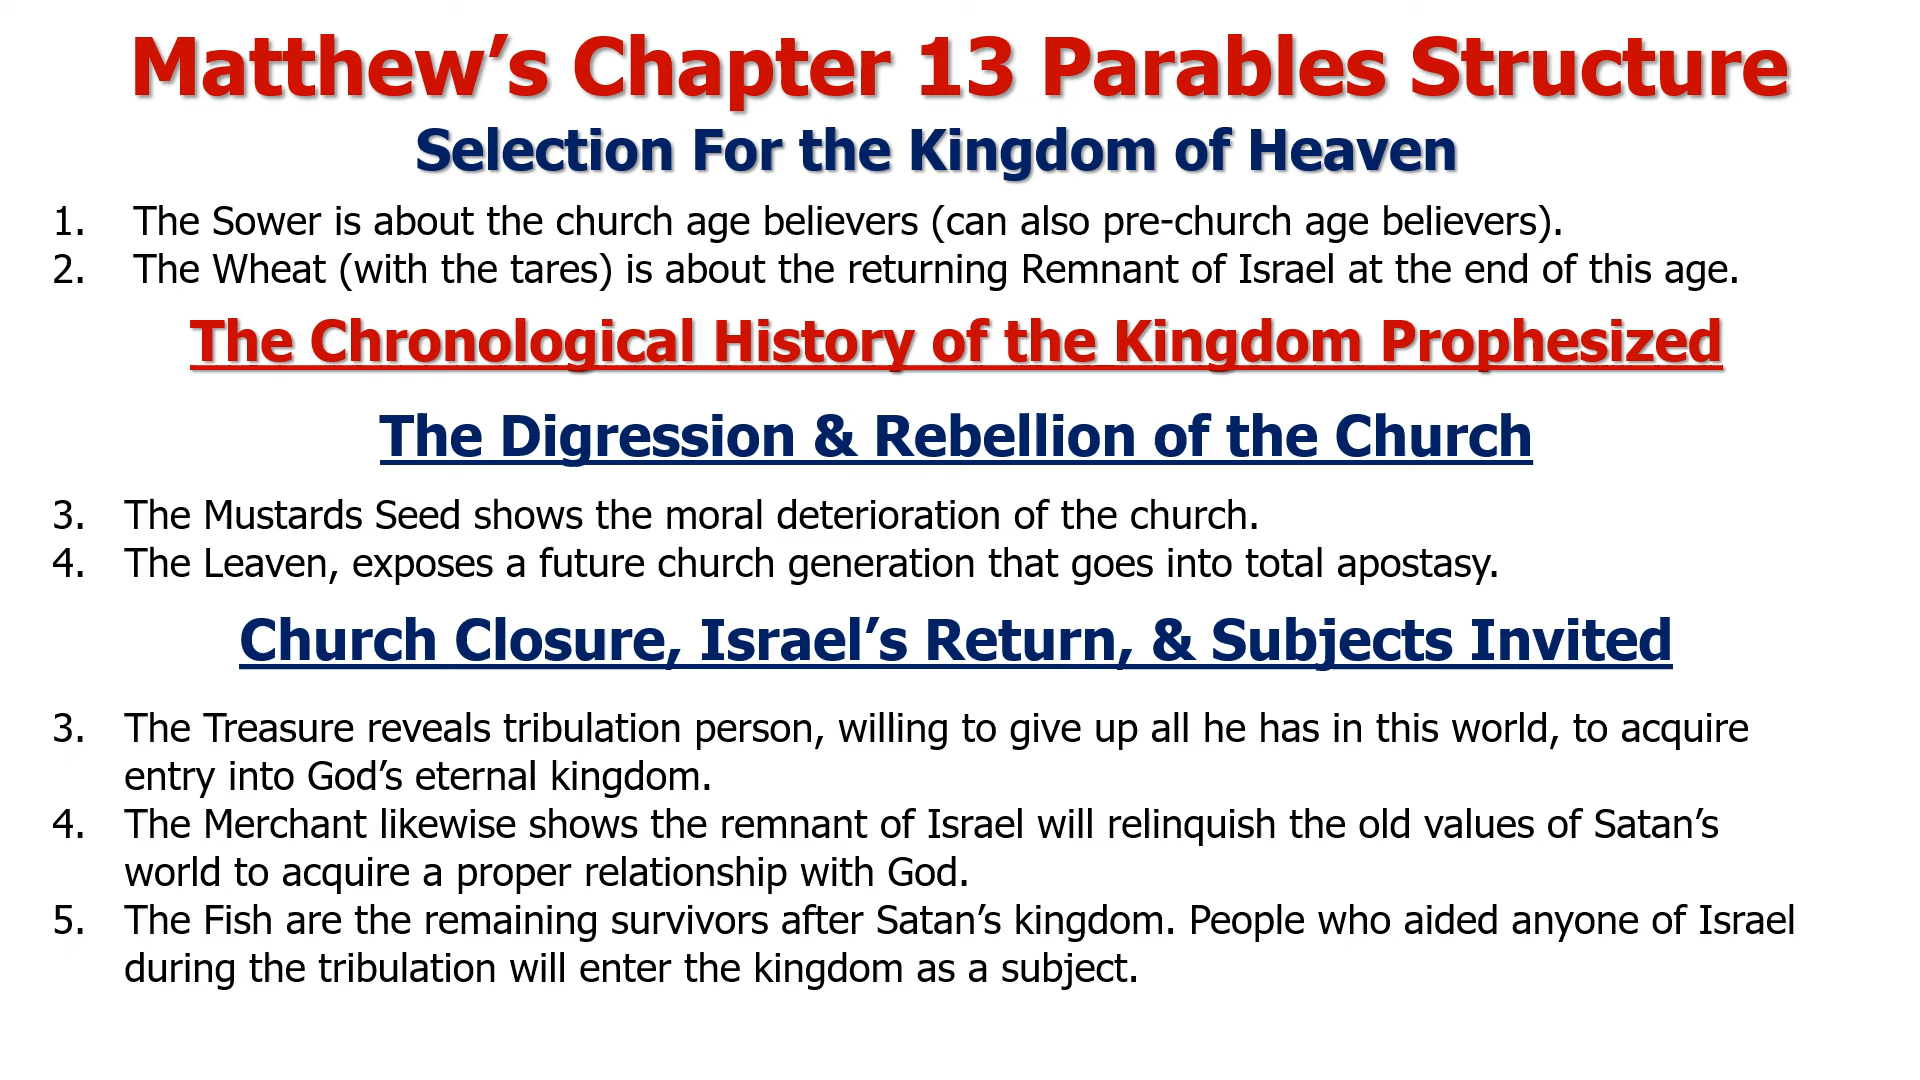 Matthew’s Chapter 13 Parables Structure
Selection For the Kingdom of Heaven
1. The Sower is about the church age believers (can also pre-church age believers).
2. The Wheat (with the tares) is about the returning Remnant of Israel at the end of this age.
The Chronological History of the Kingdom Prophesized
The Digression & Rebellion of the Church
3. The Mustards Seed shows the moral deterioration of the church.
4. The Leaven, exposes a future church generation that goes into total apostasy.
Church Closure, Israel’s Return, & Subjects Invited
3. The Treasure reveals tribulation person, willing to give up all he has in this world, to acquire
entry into God’s eternal kingdom.
4. The Merchant likewise shows the remnant of Israel will relinquish the old values of Satan’s
world to acquire a proper relationship with God.
5. The Fish are the remaining survivors after Satan’s kingdom. People who aided anyone of Israel
during the tribulation will enter the kingdom as a subject.